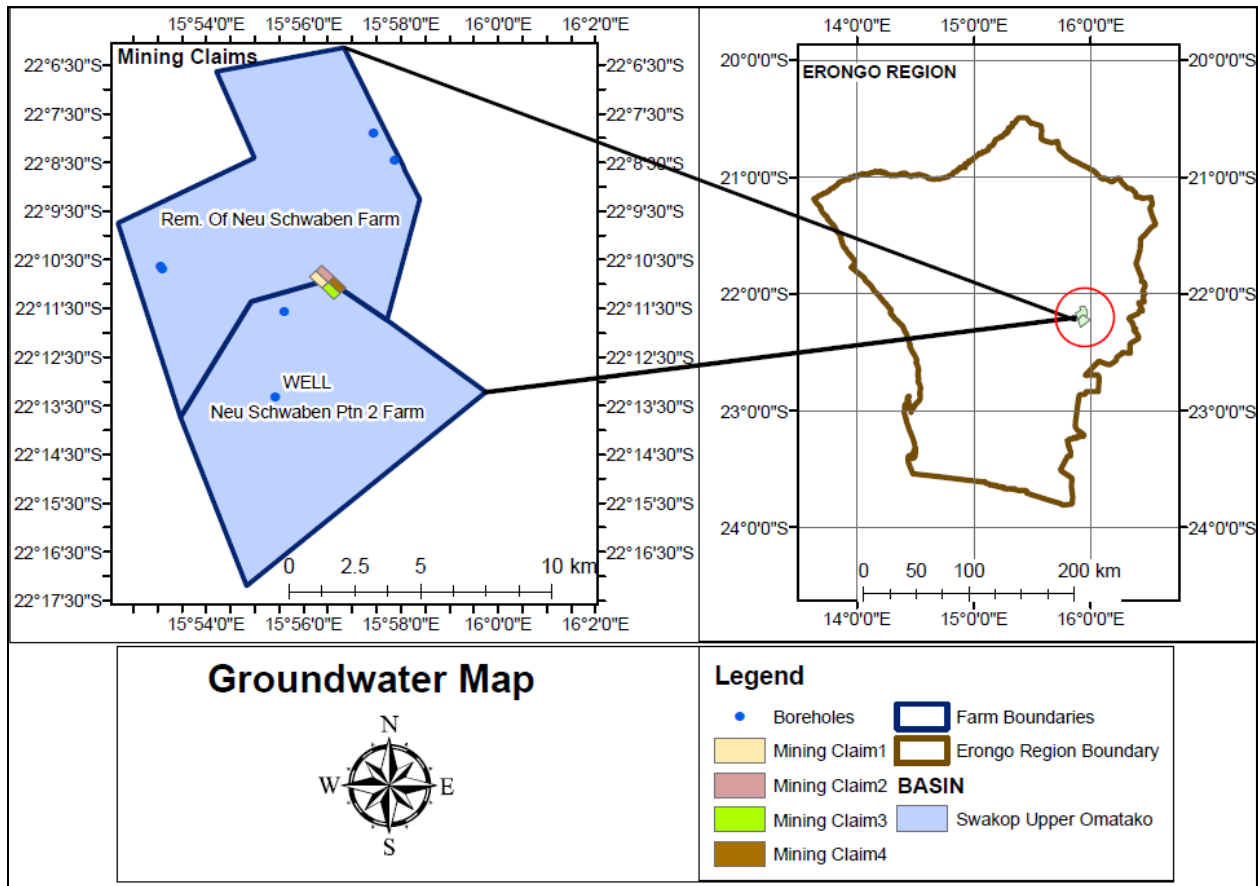 15°54'0"E 15°56'0"E 15°58'0"E 16°0'0"E 16°2'0"E
Mining Claims
22°6'30"S 22°6'30"S
22°7'30"S 22°7'30"S
22°8'30"S 22°8'30"S
22°9'30"S 22°9'30"S
Rem. Of Neu Schwaben Farm
22°10'30"S 22°10'30"S
22°11'30"S 22°11'30"S
22°12'30"S 22°12'30"S
WELL
22°13'30"S 22°13'30"S
Neu Schwaben Ptn 2 Farm
22°14'30"S 22°14'30"S
22°15'30"S 22°15'30"S
22°16'30"S 22°16'30"S
0 2.5 5 10 km
22°17'30"S 22°17'30"S
15°54'0"E 15°56'0"E 15°58'0"E 16°0'0"E 16°2'0"E
14°0'0"E 15°0'0"E 16°0'0"E
20°0'0"S 20°0'0"S
ERONGO REGION
21°0'0"S 21°0'0"S
22°0'0"S 22°0'0"S
23°0'0"S 23°0'0"S
24°0'0"S 24°0'0"S
0 50 100 200 km
14°0'0"E 15°0'0"E 16°0'0"E
Groundwater Map
N
W E
S
Legend
Boreholes
Mining Claim1
Mining Claim2
Mining Claim3
Mining Claim4
Farm Boundaries
Erongo Region Boundary
BASIN
Swakop Upper Omatako